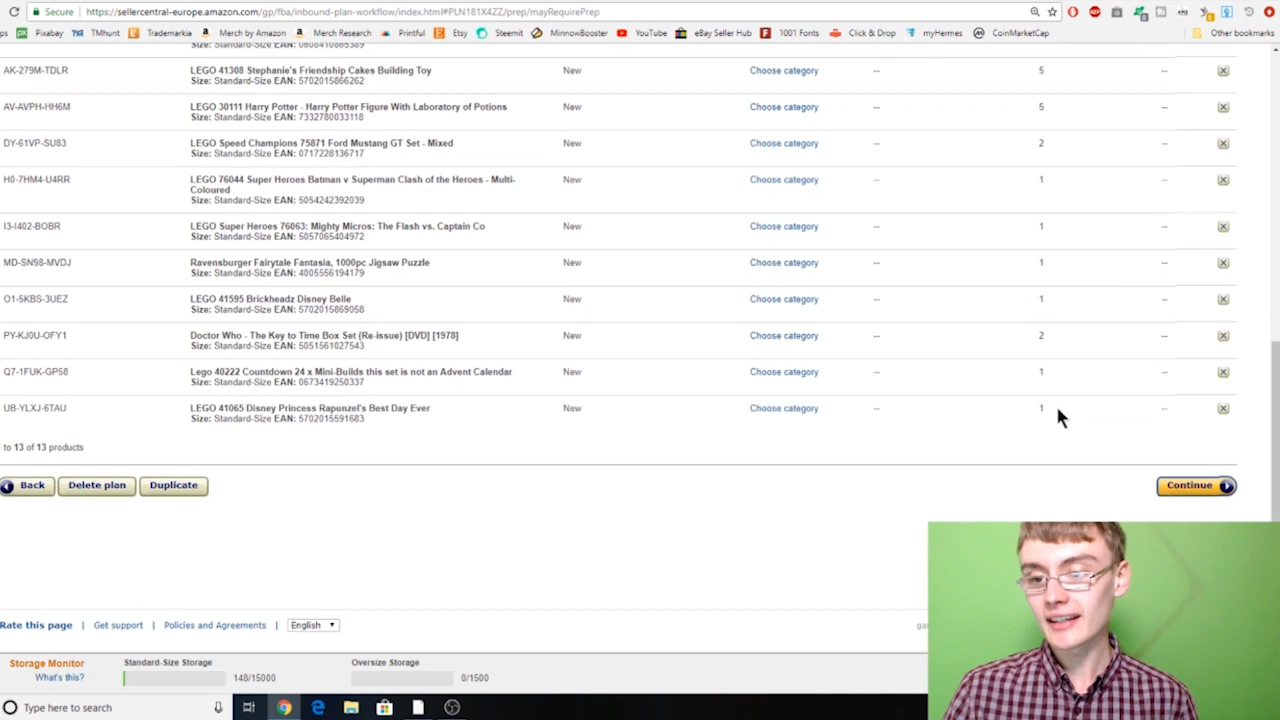 Secure https://sellercentral-europe.amazon.com/gp/fba/inbound-plan-workflow/index.html#PLN181X4ZZ/prep/mayRequirePrep
Pixabay TMhunt Trademarkia Merch by Amazon Merch Research Printful Etsy Steemit MinnowBooster YouTube eBay Seller Hub 1001 Fonts Click & Drop myHermes CoinMarketCap Other bookmarks
AK-279M-TDLR LEGO 41308 Stephanie's Friendship Cakes Building Toy New Choose category -- 5 --
Size: Standard-Size EAN: 5702015866262
AV-AVPH-HH6M LEGO 30111 Harry Potter - Harry Potter Figure With Laboratory of Potions New Choose category -- 5 --
Size: Standard-Size EAN: 7332780033118
DY-61VP-SU83 LEGO Speed Champions 75871 Ford Mustang GT Set - Mixed New Choose category -- 2 --
Size: Standard-Size EAN: 0717228136717
H0-7HM4-U4RR LEGO 76044 Super Heroes Batman v Superman Clash of the Heroes - Multi- New Choose category -- 1 --
Coloured
Size: Standard-Size EAN: 5054242392039
I3-I402-BOBR LEGO Super Heroes 76063: Mighty Micros: The Flash vs. Captain Co New Choose category -- 1 --
Size: Standard-Size EAN: 5057065404972
MD-SN98-MVDJ Ravensburger Fairytale Fantasia, 1000pc Jigsaw Puzzle New Choose category -- 1 --
Size: Standard-Size EAN: 4005556194179
O1-5KBS-3UEZ LEGO 41595 Brickheadz Disney Belle New Choose category -- 1 --
Size: Standard-Size EAN: 5702015869058
PY-KJ0U-OFY1 Doctor Who - The Key to Time Box Set (Re-issue) [DVD] [1978] New Choose category -- 2 --
Size: Standard-Size EAN: 5051561027543
Q7-1FUK-GP58 Lego 40222 Countdown 24 x Mini-Builds this set is not an Advent Calendar New Choose category -- 1 --
Size: Standard-Size EAN: 0673419250337
UB-YLXJ-6TAU LEGO 41065 Disney Princess Rapunzel's Best Day Ever New Choose category -- 1 --
Size: Standard-Size EAN: 5702015591683
to 13 of 13 products
Back Delete plan Duplicate Continue
Rate this page | Get support | Policies and Agreements | English
Storage Monitor Standard-Size Storage Oversize Storage
What's this? 148/15000 0/1500
Type here to search